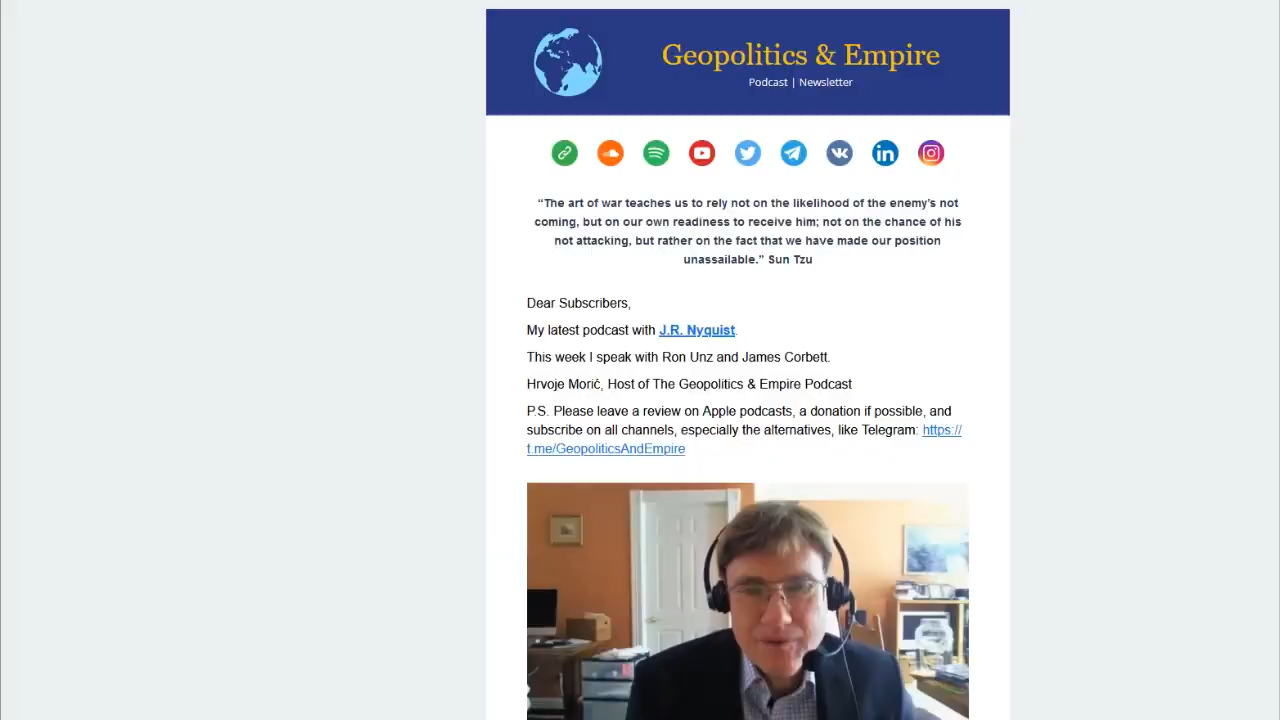 Geopolitics & Empire
Podcast | Newsletter
“The art of war teaches us to rely not on the likelihood of the enemy’s not
coming, but on our own readiness to receive him; not on the chance of his
not attacking, but rather on the fact that we have made our position
unassailable.” Sun Tzu
Dear Subscribers,
My latest podcast with J.R. Nyquist.
This week I speak with Ron Unz and James Corbett.
Hrvoje Morić, Host of The Geopolitics & Empire Podcast
P.S. Please leave a review on Apple podcasts, a donation if possible, and
subscribe on all channels, especially the alternatives, like Telegram: https://
t.me/GeopoliticsAndEmpire